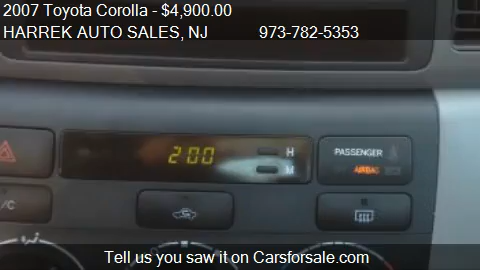 2007 Toyota Corolla - $4,900.00
HARREK AUTO SALES, NJ 973-782-5353
2:00
H
M
PASSENGER
AIRBAG
/C
Tell us you saw it on Carsforsale.com